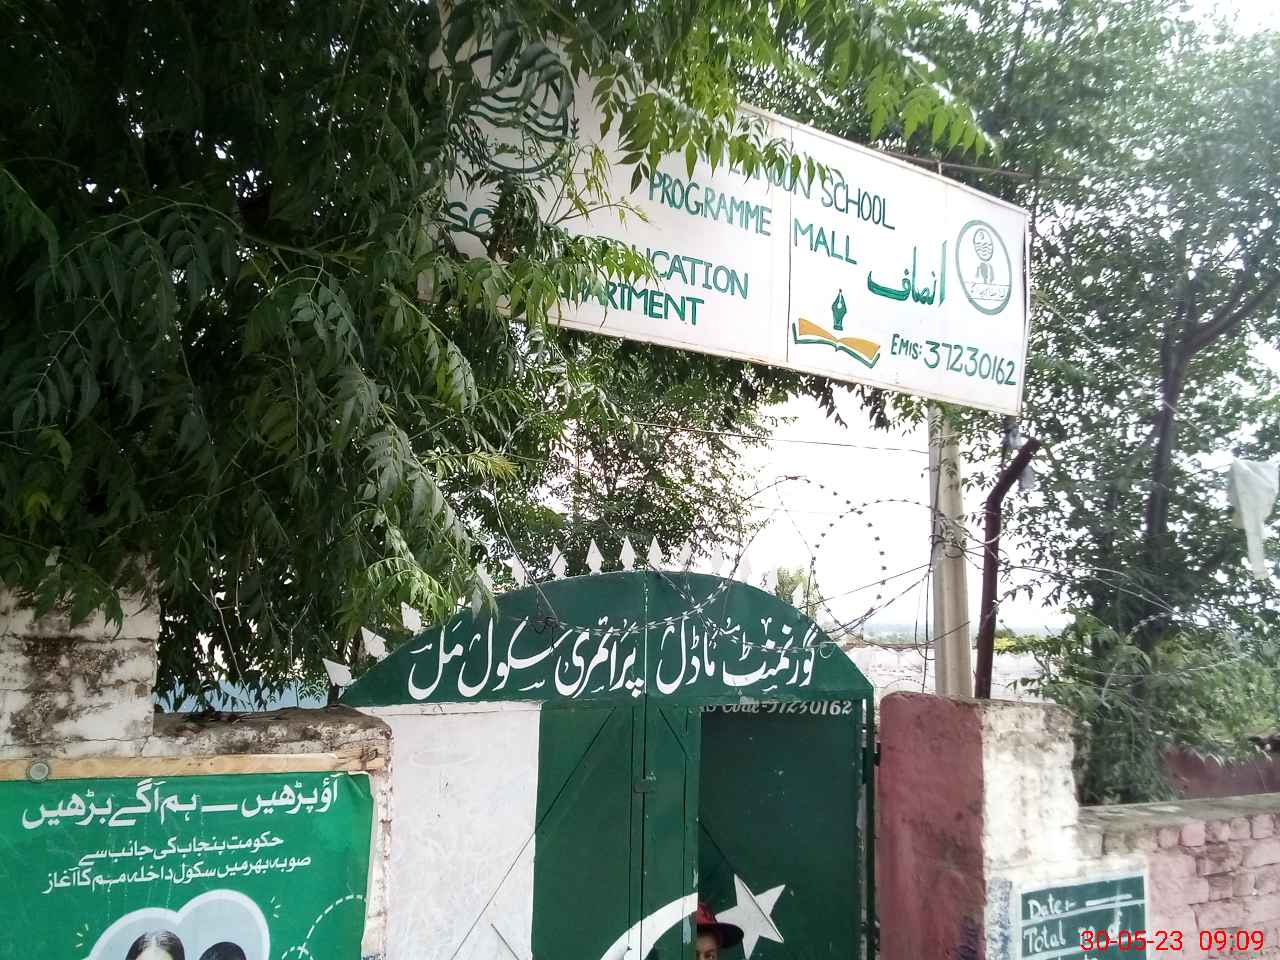 SCHOOL
PROGRAMME MALL
EDUCATION
DEPARTMENT
انصاف
EMIS: 37230162
گورنمنٹ ماڈل پرائمری سکول مل
Code-37230162
آؤ پڑھیں — ہم آگے بڑھیں
حکومت پنجاب کی جانب سے
صوبہ بھر میں سکول داخلہ مہم کا آغاز
Date:-
Total
30-05-23 09:09